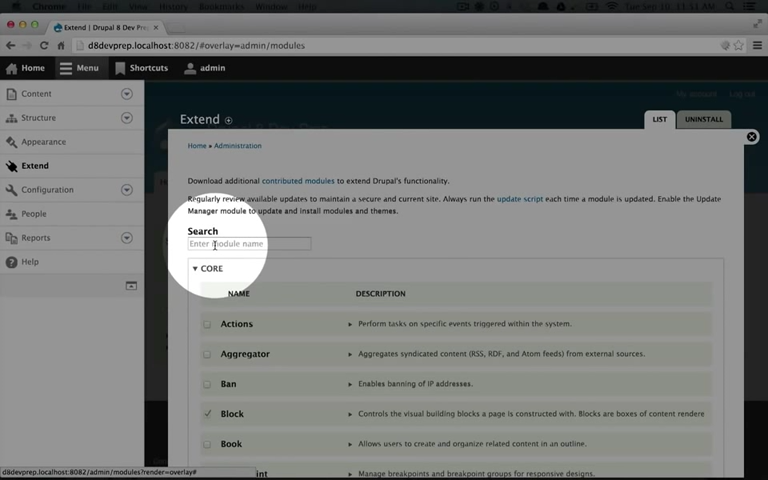 Chrome File Edit View History Bookmarks Window Help Tue Sep 10 11:11 AM
Extend | Drupal 8 Dev Pre
d8devprep.localhost:8082/#overlay=admin/modules
Home Menu Shortcuts admin
Content
Structure
Appearance
Extend
Configuration
People
Reports
Help
My account Log out
Extend
LIST UNINSTALL
Home » Administration
Download additional contributed modules to extend Drupal's functionality.
Regularly review available updates to maintain a secure and current site. Always run the update script each time a module is updated. Enable the Update
Manager module to update and install modules and themes.
Search
Enter module name
▾ CORE
NAME DESCRIPTION
Actions ▸ Perform tasks on specific events triggered within the system.
Aggregator ▸ Aggregates syndicated content (RSS, RDF, and Atom feeds) from external sources.
Ban ▸ Enables banning of IP addresses.
Block ▸ Controls the visual building blocks a page is constructed with. Blocks are boxes of content rendere
Book ▸ Allows users to create and organize related content in an outline.
int ▸ Manage breakpoints and breakpoint groups for responsive designs.
d8devprep.localhost:8082/admin/modules?render=overlay#